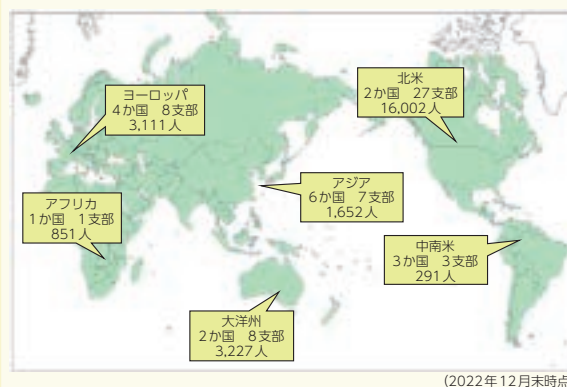 ヨーロッパ
4か国 8支部
3,111人
北米
2か国 27支部
16,002人
アジア
6か国 7支部
1,652人
アフリカ
1か国 1支部
851人
中南米
3か国 3支部
291人
大洋州
2か国 8支部
3,227人
(2022年12月末時点